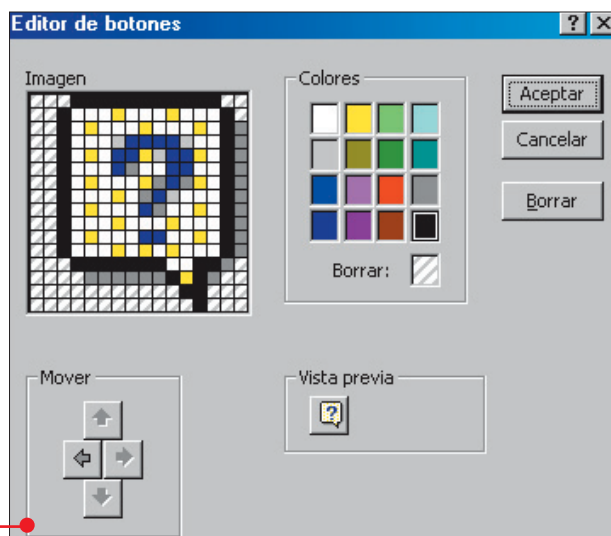 Editor de botones
Imagen
Colores
Aceptar
Cancelar
Borrar
Borrar:
Mover
Vista previa